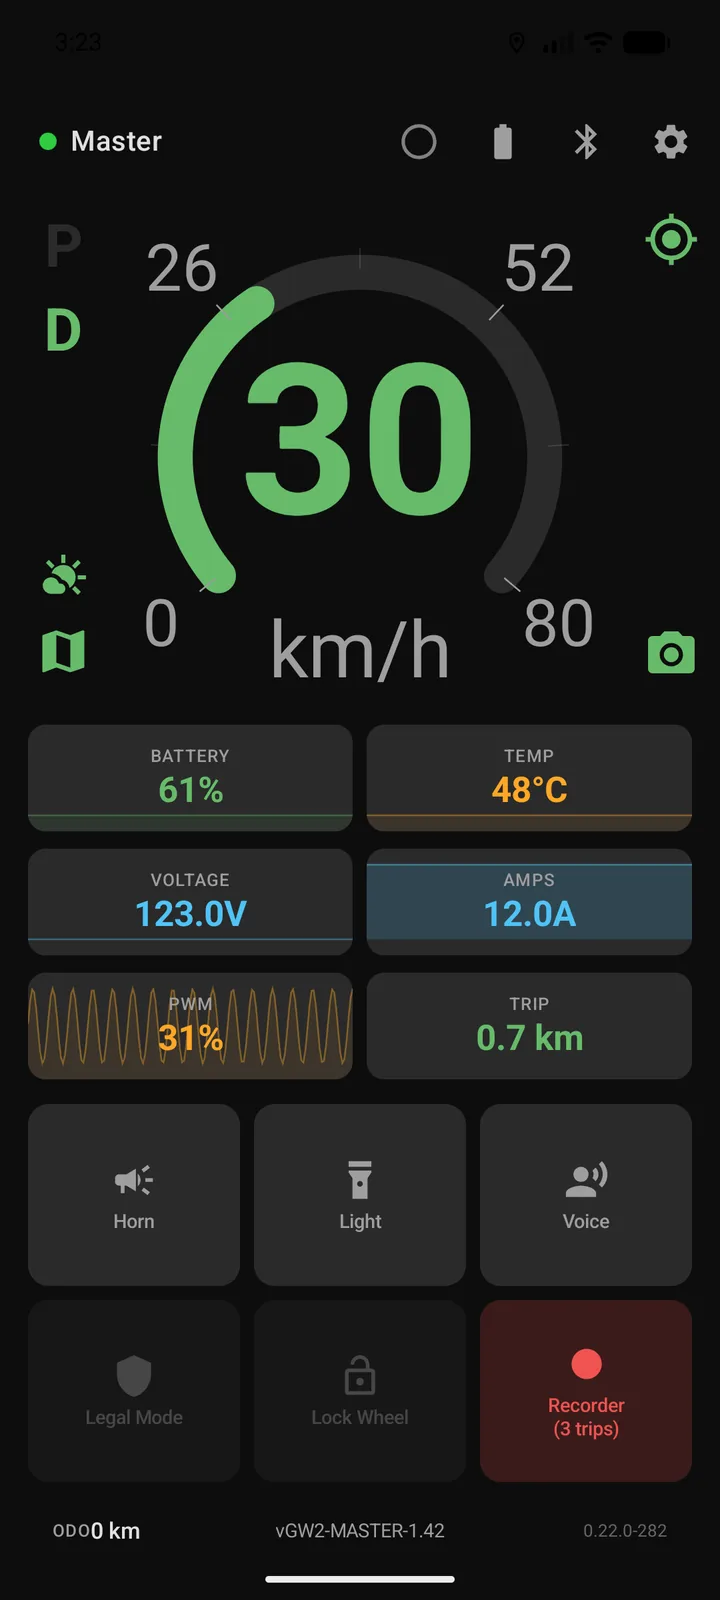 3:23
Master
P
26
52
D
30
0
80
km/h
BATTERY
61%
TEMP
48°C
VOLTAGE
123.0V
AMPS
12.0A
PWM
31%
TRIP
0.7 km
Horn
Light
Voice
Legal Mode
Lock Wheel
Recorder
(3 trips)
ODO0 km
vGW2-MASTER-1.42
0.22.0-282